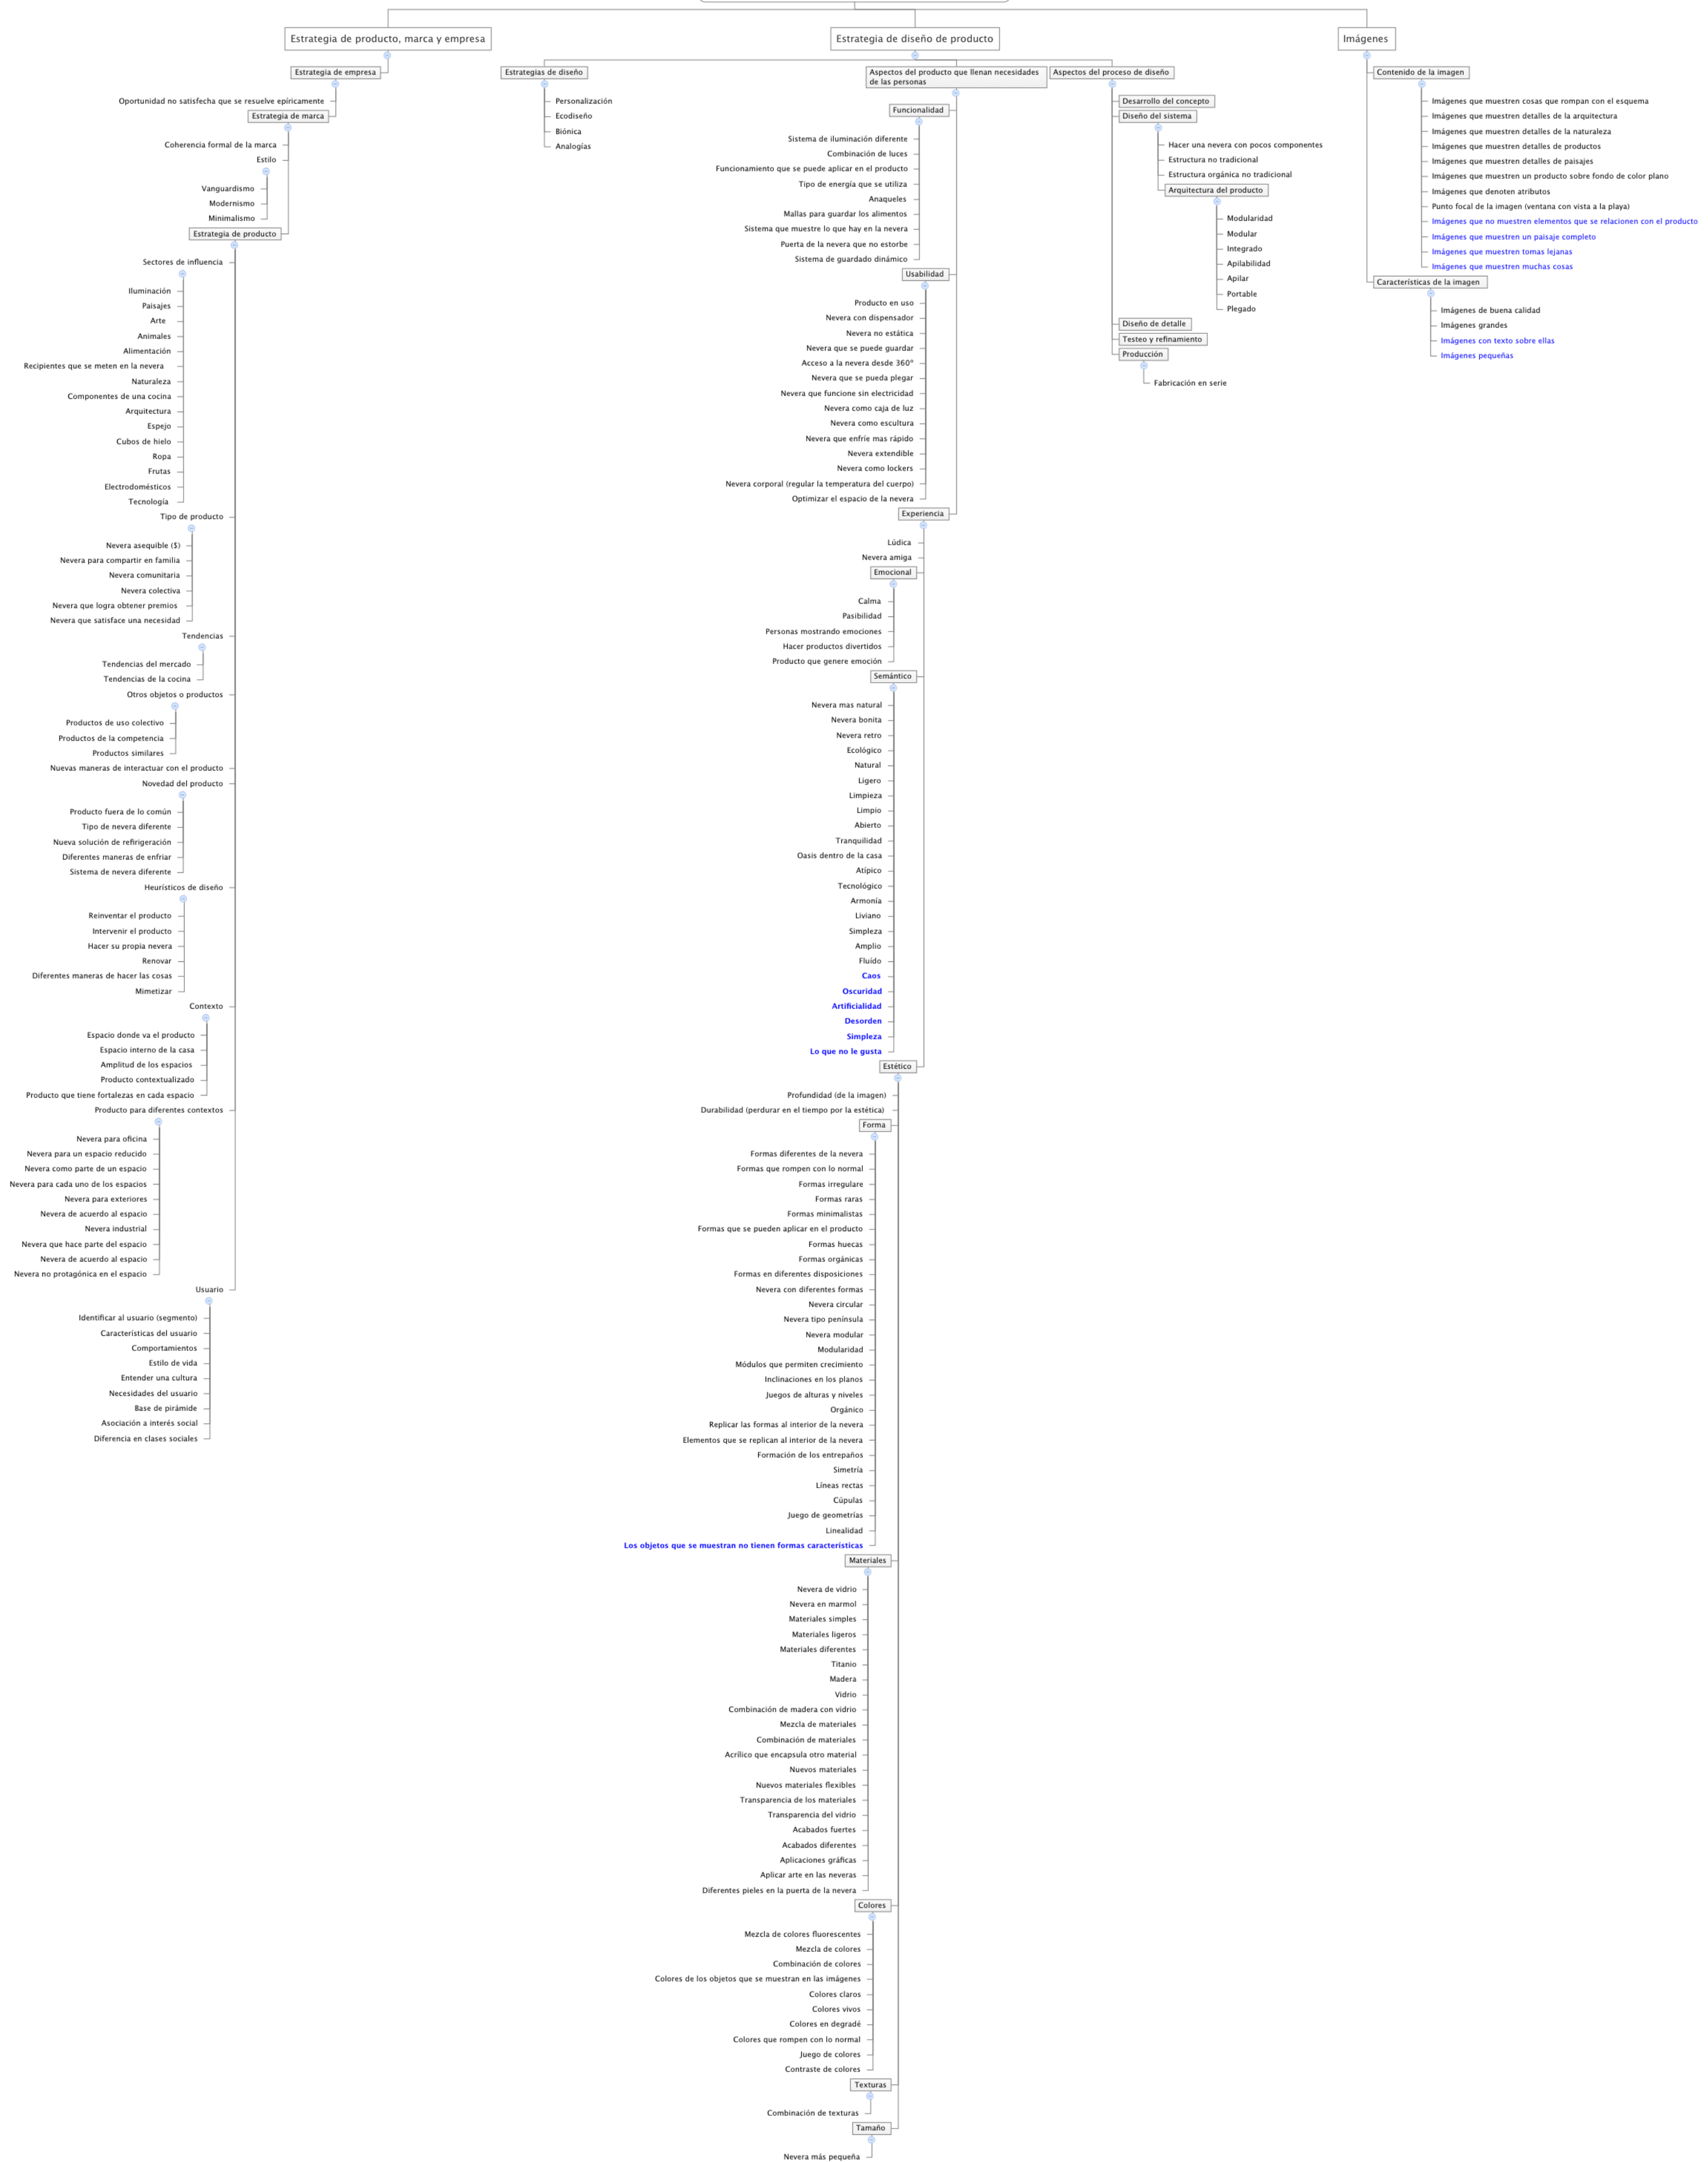 Estrategia de producto, marca y empresa
Estrategia de empresa
Oportunidad no satisfecha que se resuelve epíricamente
Estrategia de marca
Coherencia formal de la marca
Estilo
Vanguardismo
Modernismo
Minimalismo
Estrategia de producto
Sectores de influencia
Iluminación
Paisajes
Arte
Animales
Alimentación
Recipientes que se meten en la nevera
Naturaleza
Componentes de una cocina
Arquitectura
Espejo
Cubos de hielo
Ropa
Frutas
Electrodomésticos
Tecnología
Tipo de producto
Nevera asequible ($)
Nevera para compartir en familia
Nevera comunitaria
Nevera colectiva
Nevera que logra obtener premios
Nevera que satisface una necesidad
Tendencias
Tendencias del mercado
Tendencias de la cocina
Otros objetos o productos
Productos de uso colectivo
Productos de la competencia
Productos similares
Nuevas maneras de interactuar con el producto
Novedad del producto
Producto fuera de lo común
Tipo de nevera diferente
Nueva solución de refirigeración
Diferentes maneras de enfriar
Sistema de nevera diferente
Heurísticos de diseño
Reinventar el producto
Intervenir el producto
Hacer su propia nevera
Renovar
Diferentes maneras de hacer las cosas
Mimetizar
Contexto
Espacio donde va el producto
Espacio interno de la casa
Amplitud de los espacios
Producto contextualizado
Producto que tiene fortalezas en cada espacio
Producto para diferentes contextos
Nevera para oficina
Nevera para un espacio reducido
Nevera como parte de un espacio
Nevera para cada uno de los espacios
Nevera para exteriores
Nevera de acuerdo al espacio
Nevera industrial
Nevera que hace parte del espacio
Nevera de acuerdo al espacio
Nevera no protagónica en el espacio
Usuario
Identificar al usuario (segmento)
Características del usuario
Comportamientos
Estilo de vida
Entender una cultura
Necesidades del usuario
Base de pirámide
Asociación a interés social
Diferencia en clases sociales
Estrategia de diseño de producto
Estrategias de diseño
Personalización
Ecodiseño
Biónica
Analogías
Aspectos del producto que llenan necesidades
de las personas
Funcionalidad
Sistema de iluminación diferente
Combinación de luces
Funcionamiento que se puede aplicar en el producto
Tipo de energía que se utiliza
Anaqueles
Mallas para guardar los alimentos
Sistema que muestre lo que hay en la nevera
Puerta de la nevera que no estorbe
Sistema de guardado dinámico
Usabilidad
Producto en uso
Nevera con dispensador
Nevera no estática
Nevera que se puede guardar
Acceso a la nevera desde 360º
Nevera que se pueda plegar
Nevera que funcione sin electricidad
Nevera como caja de luz
Nevera como escultura
Nevera que enfríe mas rápido
Nevera extendible
Nevera como lockers
Nevera corporal (regular la temperatura del cuerpo)
Optimizar el espacio de la nevera
Experiencia
Lúdica
Nevera amiga
Emocional
Calma
Pasibilidad
Personas mostrando emociones
Hacer productos divertidos
Producto que genere emoción
Semántico
Nevera mas natural
Nevera bonita
Nevera retro
Ecológico
Natural
Ligero
Limpieza
Limpio
Abierto
Tranquilidad
Oasis dentro de la casa
Atípico
Tecnológico
Armonía
Liviano
Simpleza
Amplio
Fluído
Caos
Oscuridad
Artificialidad
Desorden
Simpleza
Lo que no le gusta
Estético
Profundidad (de la imagen)
Durabilidad (perdurar en el tiempo por la estética)
Forma
Formas diferentes de la nevera
Formas que rompen con lo normal
Formas irregulare
Formas raras
Formas minimalistas
Formas que se pueden aplicar en el producto
Formas huecas
Formas orgánicas
Formas en diferentes disposiciones
Nevera con diferentes formas
Nevera circular
Nevera tipo península
Nevera modular
Modularidad
Módulos que permiten crecimiento
Inclinaciones en los planos
Juegos de alturas y niveles
Orgánico
Replicar las formas al interior de la nevera
Elementos que se replican al interior de la nevera
Formación de los entrepaños
Simetría
Líneas rectas
Cúpulas
Juego de geometrías
Linealidad
Los objetos que se muestran no tienen formas características
Materiales
Nevera de vidrio
Nevera en marmol
Materiales simples
Materiales ligeros
Materiales diferentes
Titanio
Madera
Vidrio
Combinación de madera con vidrio
Mezcla de materiales
Combinación de materiales
Acrílico que encapsula otro material
Nuevos materiales
Nuevos materiales flexibles
Transparencia de los materiales
Transparencia del vidrio
Acabados fuertes
Acabados diferentes
Aplicaciones gráficas
Aplicar arte en las neveras
Diferentes pieles en la puerta de la nevera
Colores
Mezcla de colores fluorescentes
Mezcla de colores
Combinación de colores
Colores de los objetos que se muestran en las imágenes
Colores claros
Colores vivos
Colores en degradé
Colores que rompen con lo normal
Juego de colores
Contraste de colores
Texturas
Combinación de texturas
Tamaño
Nevera más pequeña
Aspectos del proceso de diseño
Desarrollo del concepto
Diseño del sistema
Hacer una nevera con pocos componentes
Estructura no tradicional
Estructura orgánica no tradicional
Arquitectura del producto
Modularidad
Modular
Integrado
Apilabilidad
Apilar
Portable
Plegado
Diseño de detalle
Testeo y refinamiento
Producción
Fabricación en serie
Imágenes
Contenido de la imagen
Imágenes que muestren cosas que rompan con el esquema
Imágenes que muestren detalles de la arquitectura
Imágenes que muestren detalles de la naturaleza
Imágenes que muestren detalles de productos
Imágenes que muestren detalles de paisajes
Imágenes que muestren un producto sobre fondo de color plano
Imágenes que denoten atributos
Punto focal de la imagen (ventana con vista a la playa)
Imágenes que no muestren elementos que se relacionen con el producto
Imágenes que muestren un paisaje completo
Imágenes que muestren tomas lejanas
Imágenes que muestren muchas cosas
Características de la imagen
Imágenes de buena calidad
Imágenes grandes
Imágenes con texto sobre ellas
Imágenes pequeñas